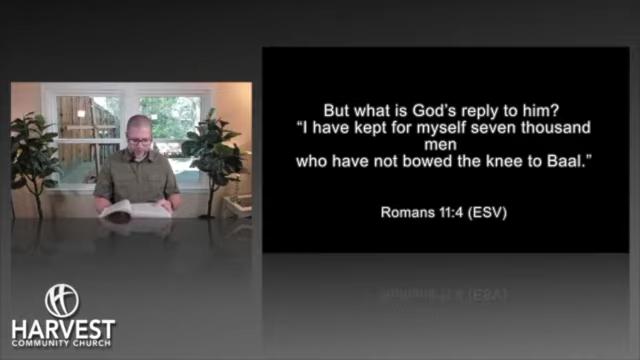 But what is God's reply to him?
“I have kept for myself seven thousand
men
who have not bowed the knee to Baal.”
Romans 11:4 (ESV)
HARVEST
COMMUNITY CHURCH